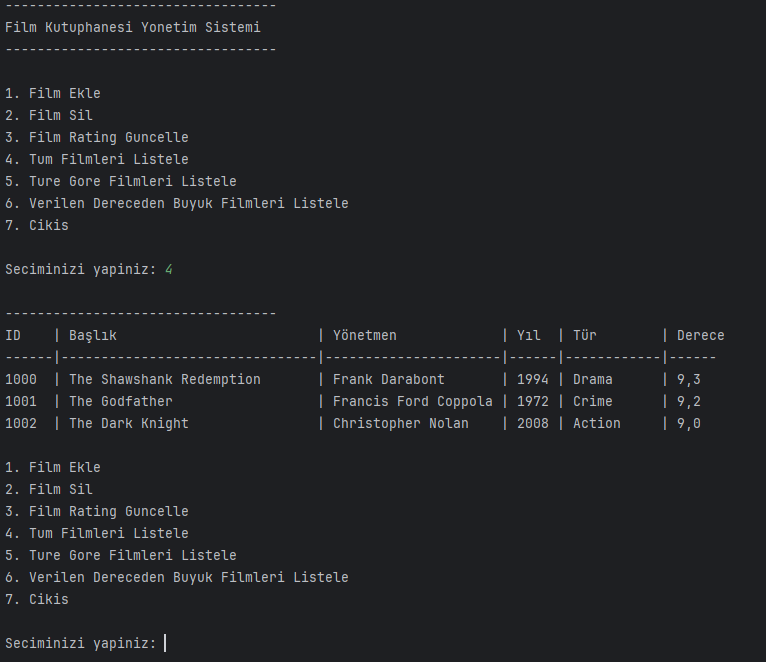 ----------------------------------
Film Kutuphanesi Yonetim Sistemi
----------------------------------
1. Film Ekle
2. Film Sil
3. Film Rating Guncelle
4. Tum Filmleri Listele
5. Ture Gore Filmleri Listele
6. Verilen Dereceden Buyuk Filmleri Listele
7. Cikis
Seciminizi yapiniz: 4
----------------------------------
ID    | Başlık                         | Yönetmen             | Yıl  | Tür        | Derece
------|--------------------------------|----------------------|------|------------|------
1000  | The Shawshank Redemption       | Frank Darabont       | 1994 | Drama      | 9,3
1001  | The Godfather                  | Francis Ford Coppola | 1972 | Crime      | 9,2
1002  | The Dark Knight                | Christopher Nolan    | 2008 | Action     | 9,0
1. Film Ekle
2. Film Sil
3. Film Rating Guncelle
4. Tum Filmleri Listele
5. Ture Gore Filmleri Listele
6. Verilen Dereceden Buyuk Filmleri Listele
7. Cikis
Seciminizi yapiniz: